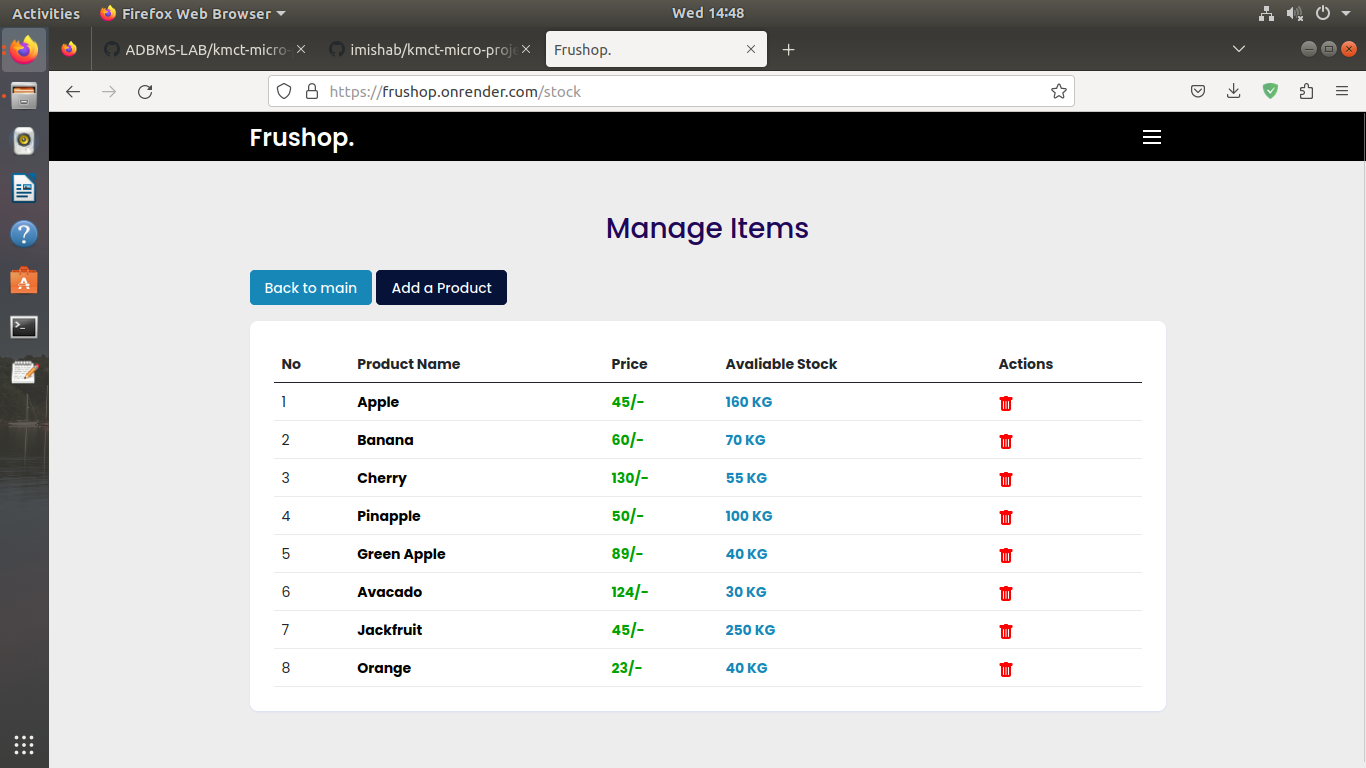 Activities Firefox Web Browser Wed 14:48
ADBMS-LAB/kmct-micro- imishab/kmct-micro-proje Frushop.
https://frushop.onrender.com/stock
Frushop.
Manage Items
Back to main Add a Product
No Product Name Price Avaliable Stock Actions
1 Apple 45/- 160 KG
2 Banana 60/- 70 KG
3 Cherry 130/- 55 KG
4 Pinapple 50/- 100 KG
5 Green Apple 89/- 40 KG
6 Avacado 124/- 30 KG
7 Jackfruit 45/- 250 KG
8 Orange 23/- 40 KG